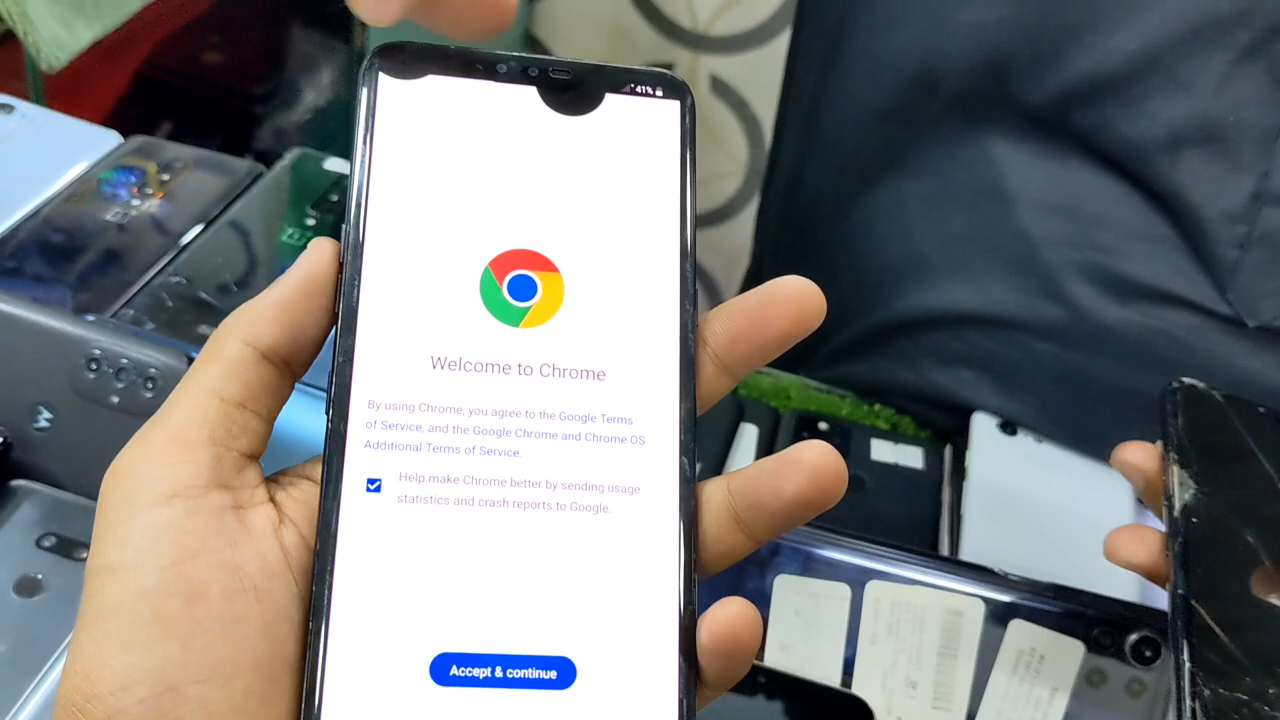 41%
Welcome to Chrome
By using Chrome, you agree to the Google Terms
of Service, and the Google Chrome and Chrome OS
Additional Terms of Service.
Help make Chrome better by sending usage
statistics and crash reports to Google.
Accept & continue